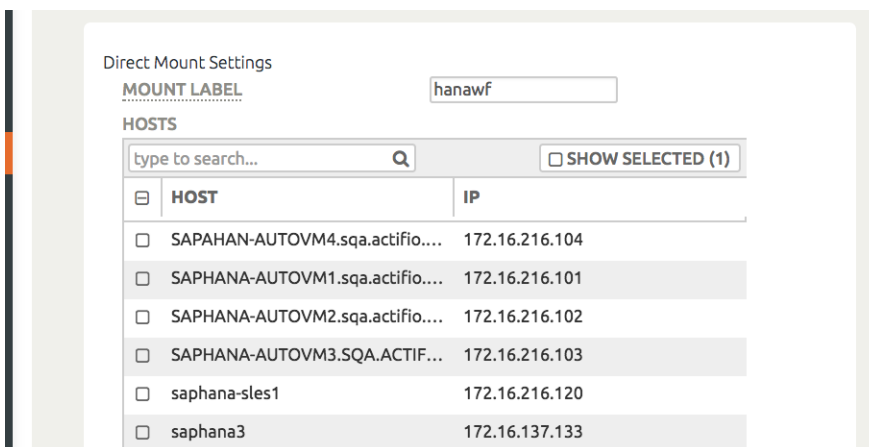 Direct Mount Settings
MOUNT LABEL hanawf
HOSTS
type to search... SHOW SELECTED (1)
HOST IP
SAPAHAN-AUTOVM4.sqa.actifio.... 172.16.216.104
SAPHANA-AUTOVM1.sqa.actifio.... 172.16.216.101
SAPHANA-AUTOVM2.sqa.actifio.... 172.16.216.102
SAPHANA-AUTOVM3.SQA.ACTIF... 172.16.216.103
saphana-sles1 172.16.216.120
saphana3 172.16.137.133